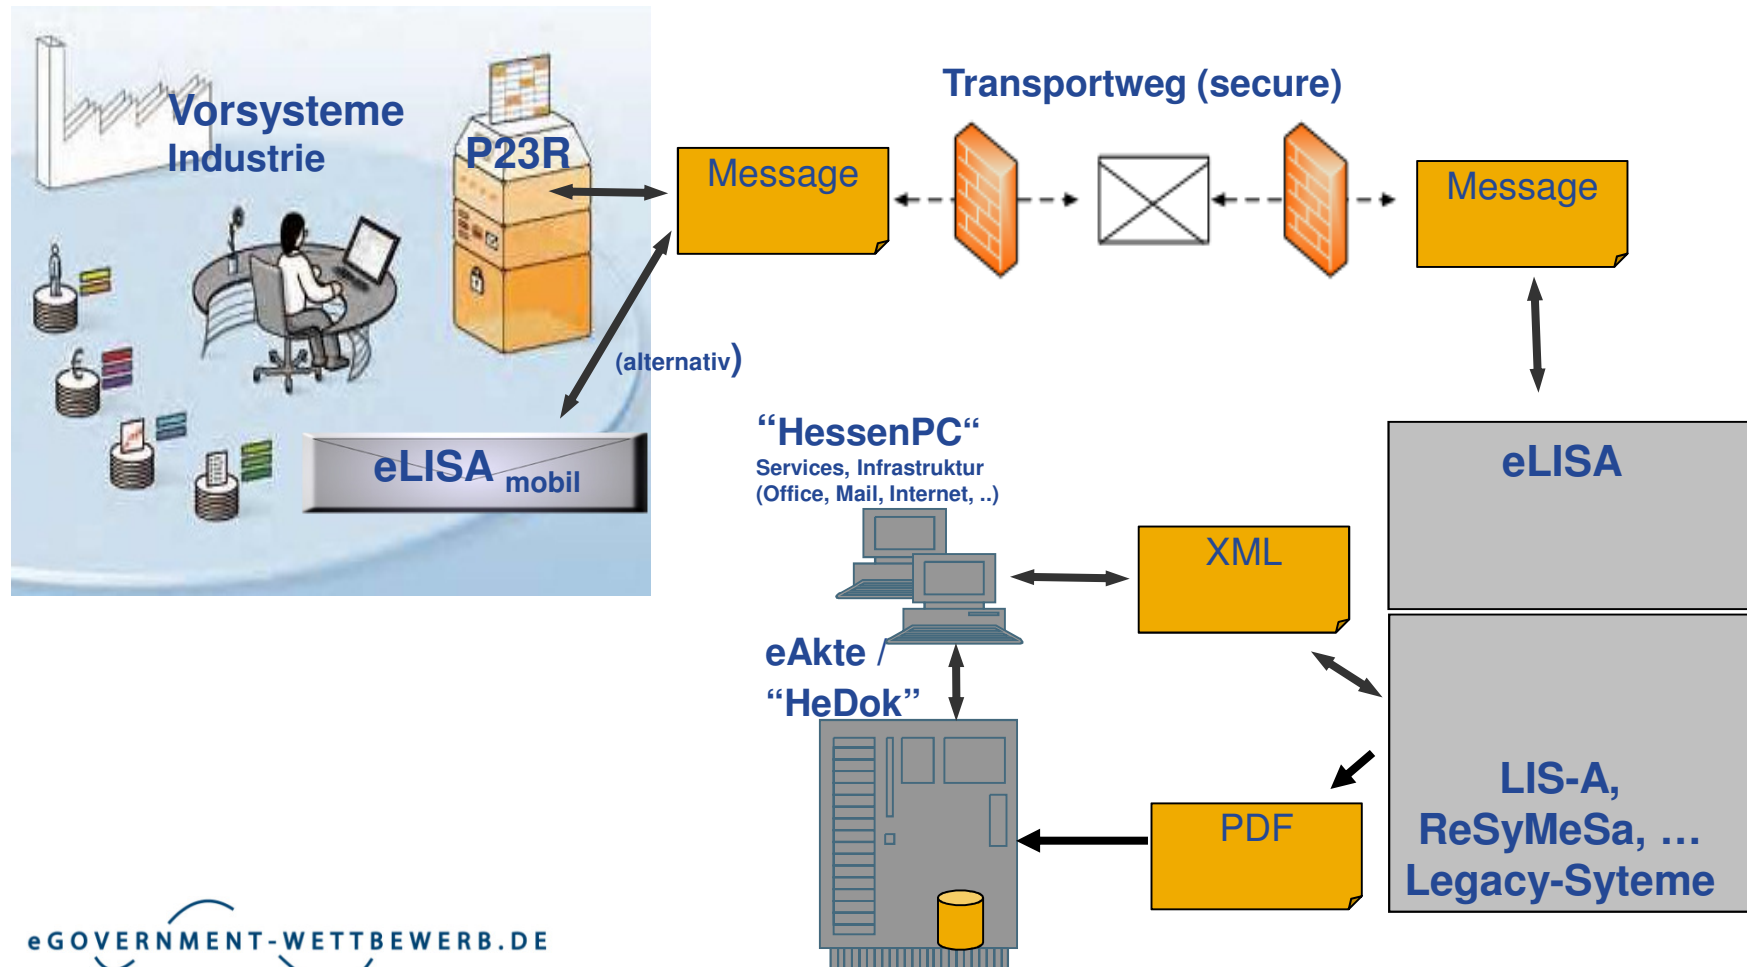 Vorsysteme
Industrie
P23R
Transportweg (secure)
Message
Message
(alternativ)
eLISA mobil
“HessenPC“
Services, Infrastruktur
(Office, Mail, Internet, ..)
eLISA
XML
eAkte /
“HeDok”
PDF
LIS-A,
ReSyMeSa, …
Legacy-Syteme
eGOVERNMENT-WETTBEWERB.DE